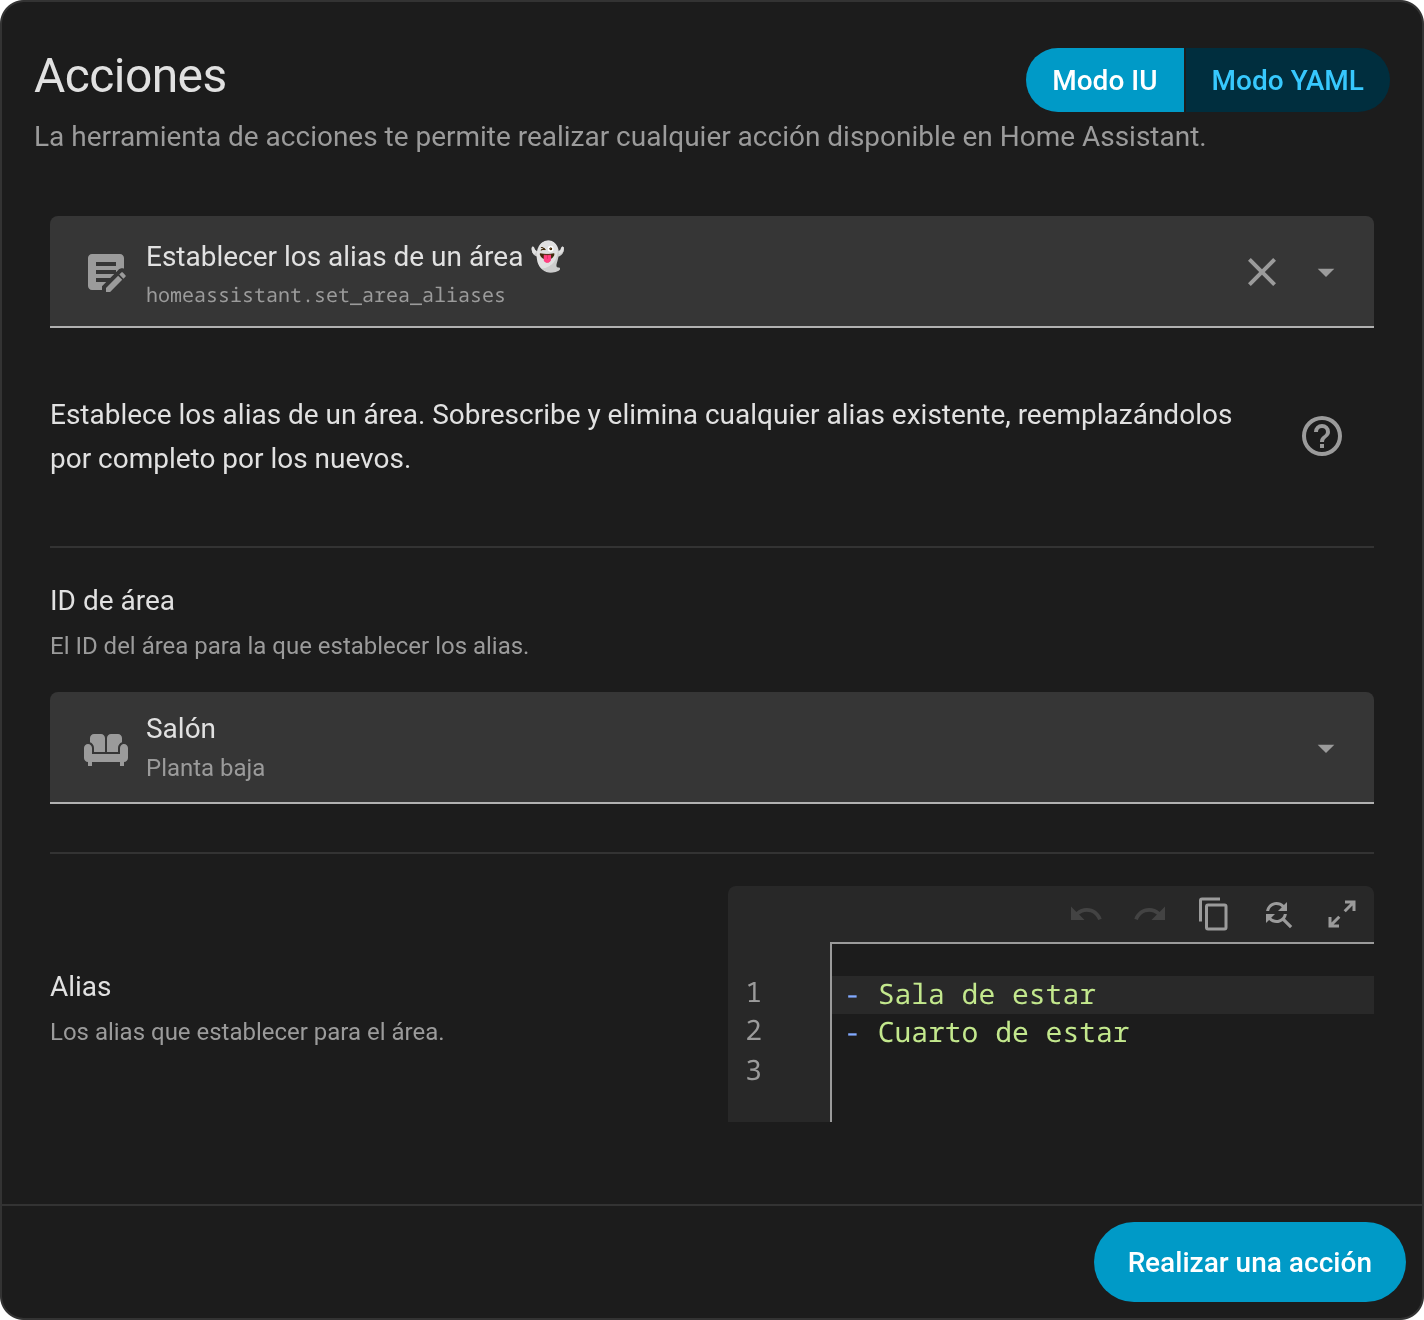 Acciones
Modo IU
Modo YAML
La herramienta de acciones te permite realizar cualquier acción disponible en Home Assistant.
Establecer los alias de un área 👻
homeassistant.set_area_aliases
Establece los alias de un área. Sobrescribe y elimina cualquier alias existente, reemplazándolos
por completo por los nuevos.
ID de área
El ID del área para la que establecer los alias.
Salón
Planta baja
Alias
Los alias que establecer para el área.
1 - Sala de estar
2 - Cuarto de estar
3
Realizar una acción